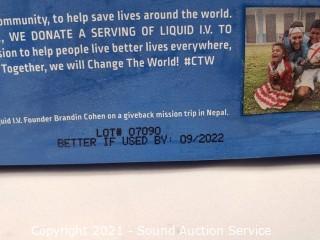 ommunity, to help save lives around the world.
., WE DONATE A SERVING OF LIQUID I.V. TO
sion to help people live better lives everywhere,
Together, we will Change The World! #CTW
quid I.V. Founder Brandin Cohen on a giveback mission trip in Nepal.
LOT# 07090
BETTER IF USED BY: 09/2022
Copyright 2021 - Sound Auction Service